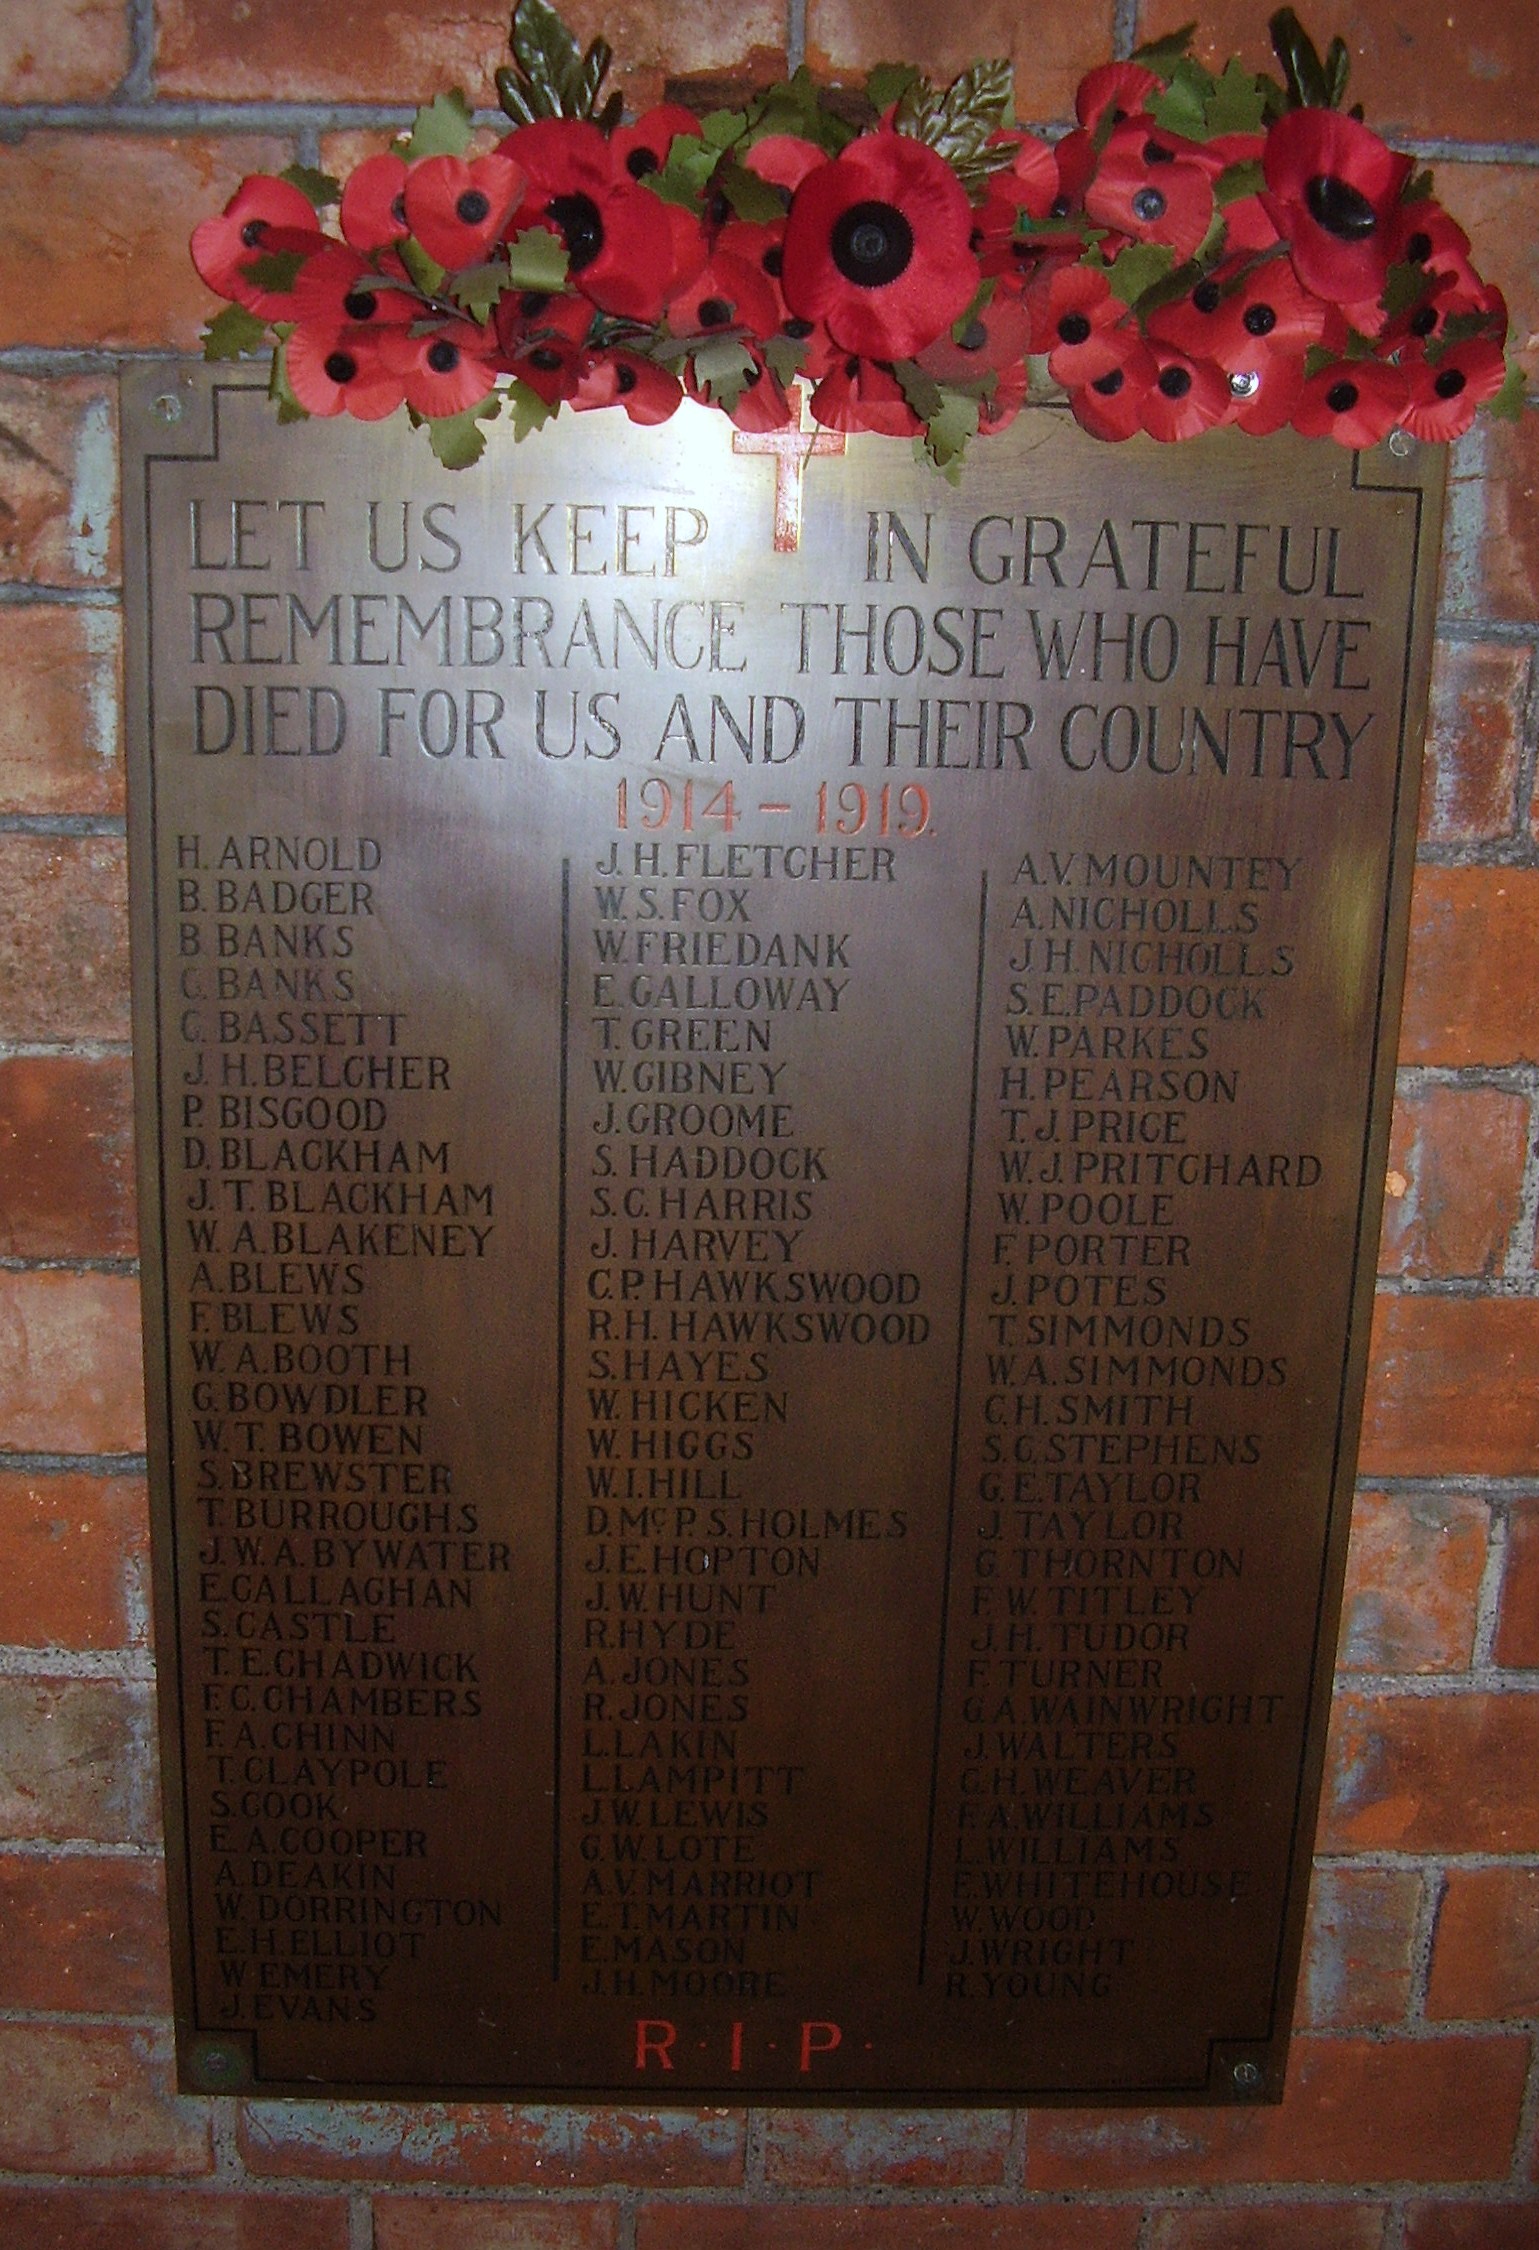 LET US KEEP IN GRATEFUL
REMEMBRANCE THOSE WHO HAVE
DIED FOR US AND THEIR COUNTRY
1914 - 1919.
H. ARNOLD
B. BADGER
B. BANKS
C. BANKS
C. BASSETT
J. H. BELCHER
P. BISGOOD
D. BLACKHAM
J. T. BLACKHAM
W. A. BLAKENEY
A. BLEWS
F. BLEWS
W. A. BOOTH
G. BOWDLER
W. T. BOWEN
S. BREWSTER
T. BURROUGHS
J. W. A. BYWATER
E. CALLAGHAN
S. CASTLE
T. E. CHADWICK
F. C. CHAMBERS
F. A. CHINN
T. CLAYPOLE
S. COOK
E. A. COOPER
A. DEAKIN
W. DORRINGTON
E. H. ELLIOT
W EMERY
J. EVANS
J. H. FLETCHER
W. S. FOX
W. FRIEDANK
E. GALLOWAY
T. GREEN
W. GIBNEY
J. GROOME
S. HADDOCK
S. C. HARRIS
J. HARVEY
C. P. HAWKSWOOD
R. H. HAWKSWOOD
S. HAYES
W. HICKEN
W. HIGGS
W. I. HILL
D. Mc P. S. HOLMES
J. E. HOPTON
J. W. HUNT
R. HYDE
A. JONES
R. JONES
L. LAKIN
L. LAMPITT
J. W. LEWIS
G. W. LOTE
A. V. MARRIOT
E. T. MARTIN
E. MASON
J. H. MOORE
A. V. MOUNTEY
A. NICHOLLS
J. H. NICHOLLS
S. E. PADDOCK
W. PARKES
H. PEARSON
T. J. PRICE
W. J. PRITCHARD
W. POOLE
F. PORTER
J. POTES
T. SIMMONDS
W. A. SIMMONDS
C. H. SMITH
S. C. STEPHENS
G. E. TAYLOR
J. TAYLOR
G. THORNTON
F. W. TITLEY
J. H. TUDOR
F. TURNER
G. A. WAINWRIGHT
J. WALTERS
C. H. WEAVER
F. A. WILLIAMS
L. WILLIAMS
E. WHITEHOUSE
W. WOOD
J. WRIGHT
R. YOUNG
R · I · P ·